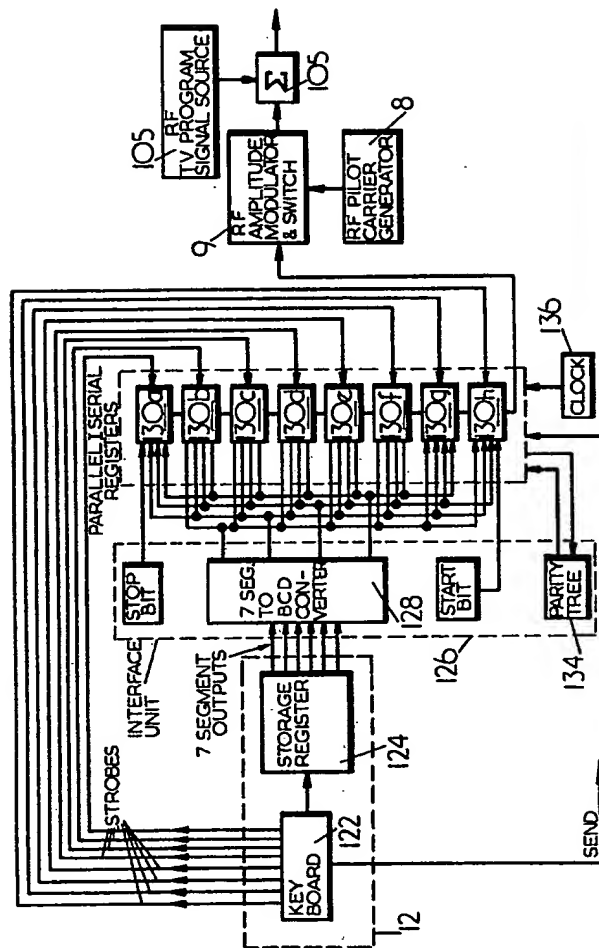 105
RF
TV PROGRAM
SIGNAL SOURCE
Σ
105
9
RF
AMPLITUDE
MODULATOR
& SWITCH
RF PILOT
CARRIER
GENERATOR
8
PARALLEL I SERIAL
REGISTERS
130a
130b
130c
130d
130e
130f
130g
130h
CLOCK
136
STOP
BIT
7 SEG.
TO
BCD
CON-
VERTER
128
START
BIT
PARITY
TREE
134
126
INTERFACE
UNIT
7 SEGMENT
OUTPUTS
STORAGE
REGISTER
124
STROBES
KEY
BOARD
122
12
SEND